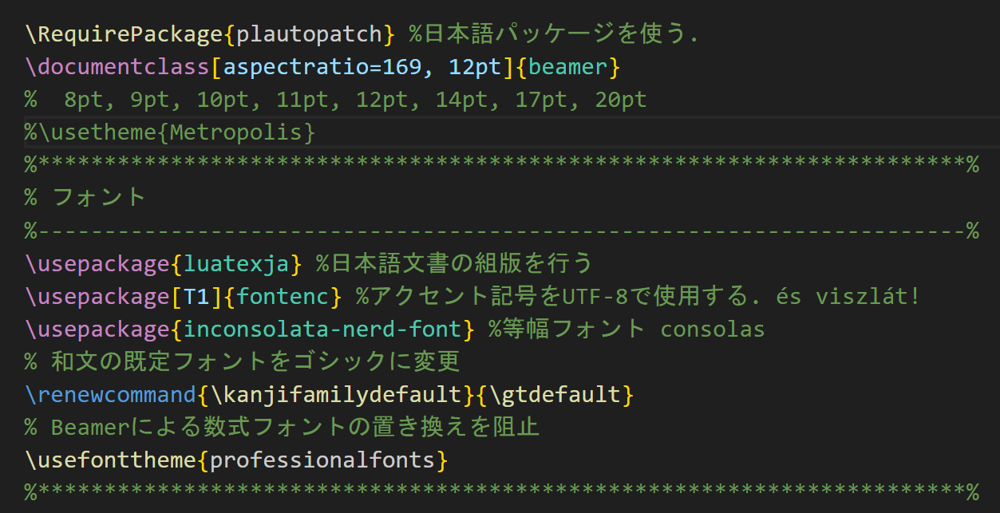 \RequirePackage{plautopatch} %日本語パッケージを使う.
\documentclass[aspectratio=169, 12pt]{beamer}
%  8pt, 9pt, 10pt, 11pt, 12pt, 14pt, 17pt, 20pt
%\usetheme{Metropolis}
%**********************************************************************%
% フォント
%----------------------------------------------------------------------%
\usepackage{luatexja} %日本語文書の組版を行う
\usepackage[T1]{fontenc} %アクセント記号をUTF-8で使用する. és viszlát!
\usepackage{inconsolata-nerd-font} %等幅フォント consolas
% 和文の既定フォントをゴシックに変更
\renewcommand{\kanjifamilydefault}{\gtdefault}
% Beamerによる数式フォントの置き換えを阻止
\usefonttheme{professionalfonts}
%**********************************************************************%